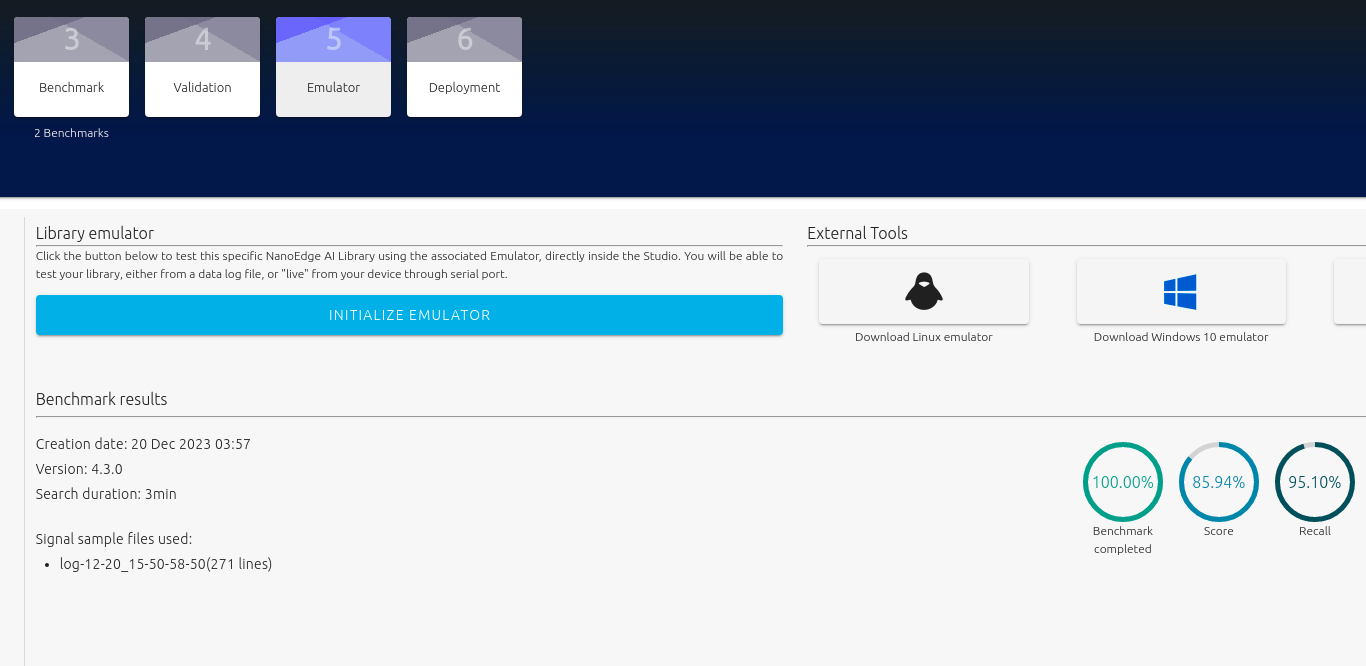 3
4
5
6
Benchmark
Validation
Emulator
Deployment
2 Benchmarks
Library emulator
Click the button below to test this specific NanoEdge AI Library using the associated Emulator, directly inside the Studio. You will be able to
test your library, either from a data log file, or "live" from your device through serial port.
INITIALIZE EMULATOR
External Tools
Download Linux emulator
Download Windows 10 emulator
Benchmark results
Creation date: 20 Dec 2023 03:57
Version: 4.3.0
Search duration: 3min
Signal sample files used:
• log-12-20_15-50-58-50(271 lines)
100.00%
85.94%
95.10%
Benchmark
completed
Score
Recall